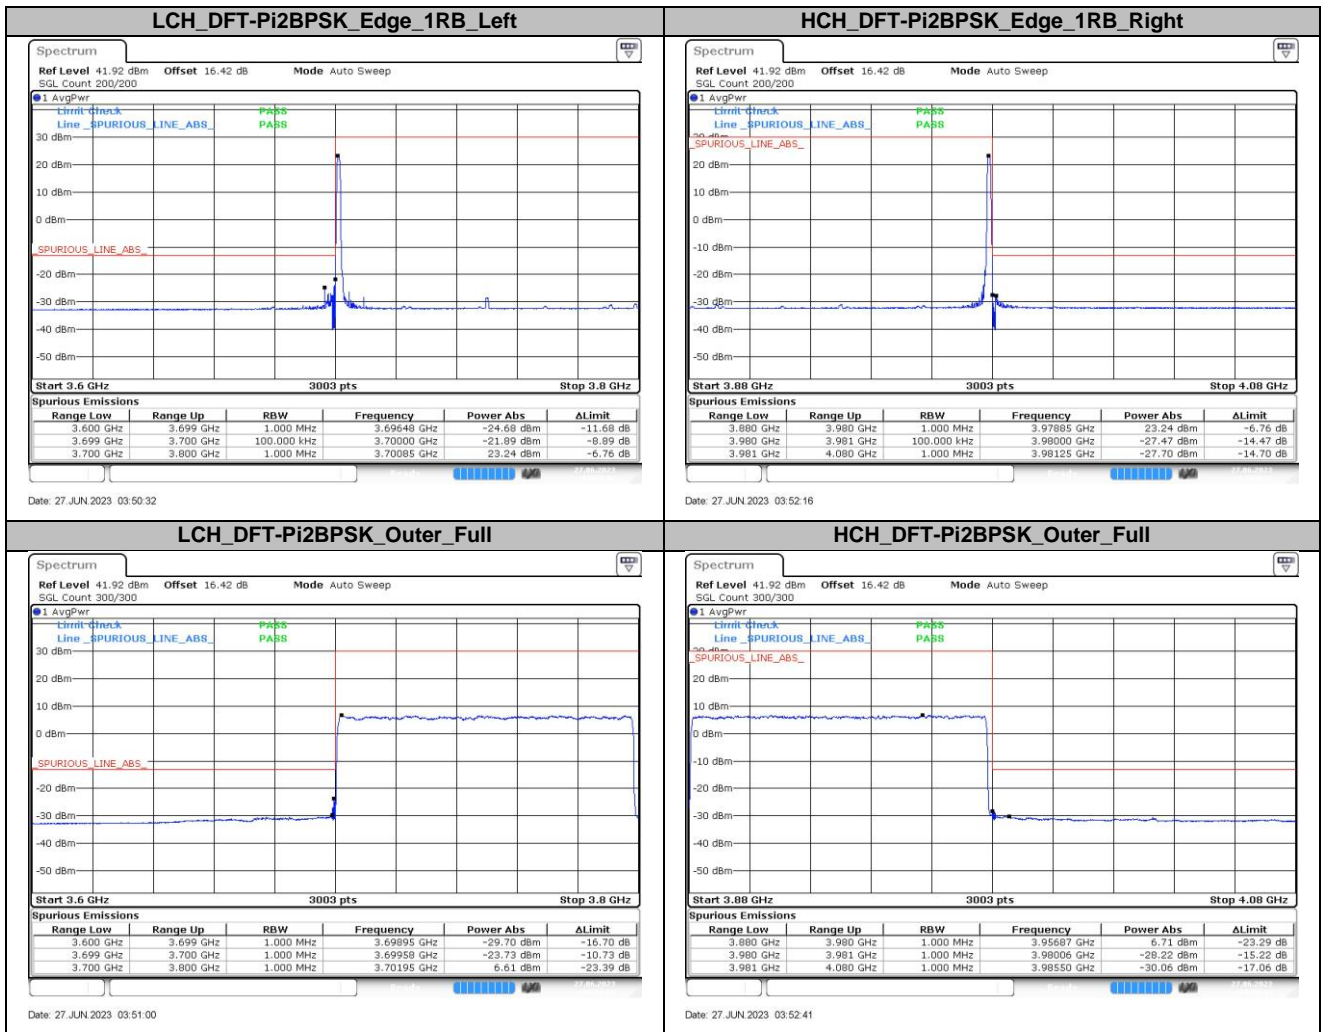 LCH_DFT-Pi2BPSK_Edge_1RB_Left
Spectrum
Ref Level 41.92 dBm Offset 16.42 dB Mode Auto Sweep
SGL Count 200/200
1 AvgPwr
Limit Check PASS
Line _SPURIOUS_LINE_ABS_ PASS
30 dBm
20 dBm
10 dBm
0 dBm
_SPURIOUS_LINE_ABS_
-20 dBm
-30 dBm
-40 dBm
-50 dBm
Start 3.6 GHz 3003 pts Stop 3.8 GHz
Spurious Emissions
Range Low Range Up RBW Frequency Power Abs ΔLimit
3.600 GHz 3.699 GHz 1.000 MHz 3.69648 GHz -24.68 dBm -11.68 dB
3.699 GHz 3.700 GHz 100.000 kHz 3.70000 GHz -21.89 dBm -8.89 dB
3.700 GHz 3.800 GHz 1.000 MHz 3.70085 GHz 23.24 dBm -6.76 dB
27.06.2023
Date: 27.JUN.2023 03:50:32
HCH_DFT-Pi2BPSK_Edge_1RB_Right
Spectrum
Ref Level 41.92 dBm Offset 16.42 dB Mode Auto Sweep
SGL Count 200/200
1 AvgPwr
Limit Check PASS
Line _SPURIOUS_LINE_ABS_ PASS
30 dBm
_SPURIOUS_LINE_ABS_
20 dBm
10 dBm
0 dBm
-10 dBm
-20 dBm
-30 dBm
-40 dBm
-50 dBm
Start 3.88 GHz 3003 pts Stop 4.08 GHz
Spurious Emissions
Range Low Range Up RBW Frequency Power Abs ΔLimit
3.880 GHz 3.980 GHz 1.000 MHz 3.97885 GHz 23.24 dBm -6.76 dB
3.980 GHz 3.981 GHz 100.000 kHz 3.98000 GHz -27.47 dBm -14.47 dB
3.981 GHz 4.080 GHz 1.000 MHz 3.98125 GHz -27.70 dBm -14.70 dB
27.06.2023
Date: 27.JUN.2023 03:52:16
LCH_DFT-Pi2BPSK_Outer_Full
Spectrum
Ref Level 41.92 dBm Offset 16.42 dB Mode Auto Sweep
SGL Count 300/300
1 AvgPwr
Limit Check PASS
Line _SPURIOUS_LINE_ABS_ PASS
30 dBm
20 dBm
10 dBm
0 dBm
_SPURIOUS_LINE_ABS_
-20 dBm
-30 dBm
-40 dBm
-50 dBm
Start 3.6 GHz 3003 pts Stop 3.8 GHz
Spurious Emissions
Range Low Range Up RBW Frequency Power Abs ΔLimit
3.600 GHz 3.699 GHz 1.000 MHz 3.69895 GHz -29.70 dBm -16.70 dB
3.699 GHz 3.700 GHz 1.000 MHz 3.69958 GHz -23.73 dBm -10.73 dB
3.700 GHz 3.800 GHz 1.000 MHz 3.70195 GHz 6.61 dBm -23.39 dB
27.06.2023
Date: 27.JUN.2023 03:51:00
HCH_DFT-Pi2BPSK_Outer_Full
Spectrum
Ref Level 41.92 dBm Offset 16.42 dB Mode Auto Sweep
SGL Count 300/300
1 AvgPwr
Limit Check PASS
Line _SPURIOUS_LINE_ABS_ PASS
30 dBm
_SPURIOUS_LINE_ABS_
20 dBm
10 dBm
0 dBm
-10 dBm
-20 dBm
-30 dBm
-40 dBm
-50 dBm
Start 3.88 GHz 3003 pts Stop 4.08 GHz
Spurious Emissions
Range Low Range Up RBW Frequency Power Abs ΔLimit
3.880 GHz 3.980 GHz 1.000 MHz 3.95687 GHz 6.71 dBm -23.29 dB
3.980 GHz 3.981 GHz 1.000 MHz 3.98006 GHz -28.22 dBm -15.22 dB
3.981 GHz 4.080 GHz 1.000 MHz 3.98550 GHz -30.06 dBm -17.06 dB
27.06.2023
Date: 27.JUN.2023 03:52:41